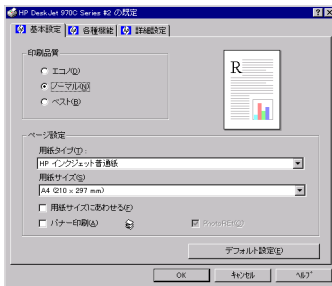 HP DeskJet 970C Series #2 の既定
基本設定 各種機能 詳細設定
印刷品質
エコノ(O)
ノーマル(N)
ベスト(B)
R
ページ設定
用紙タイプ(T):
HP インクジェット普通紙
用紙サイズ(S)
A4 (210 x 297 mm)
用紙サイズにあわせる(F)
バナー印刷(A)
デフォルト設定(E)
OK キャンセル ヘルプ